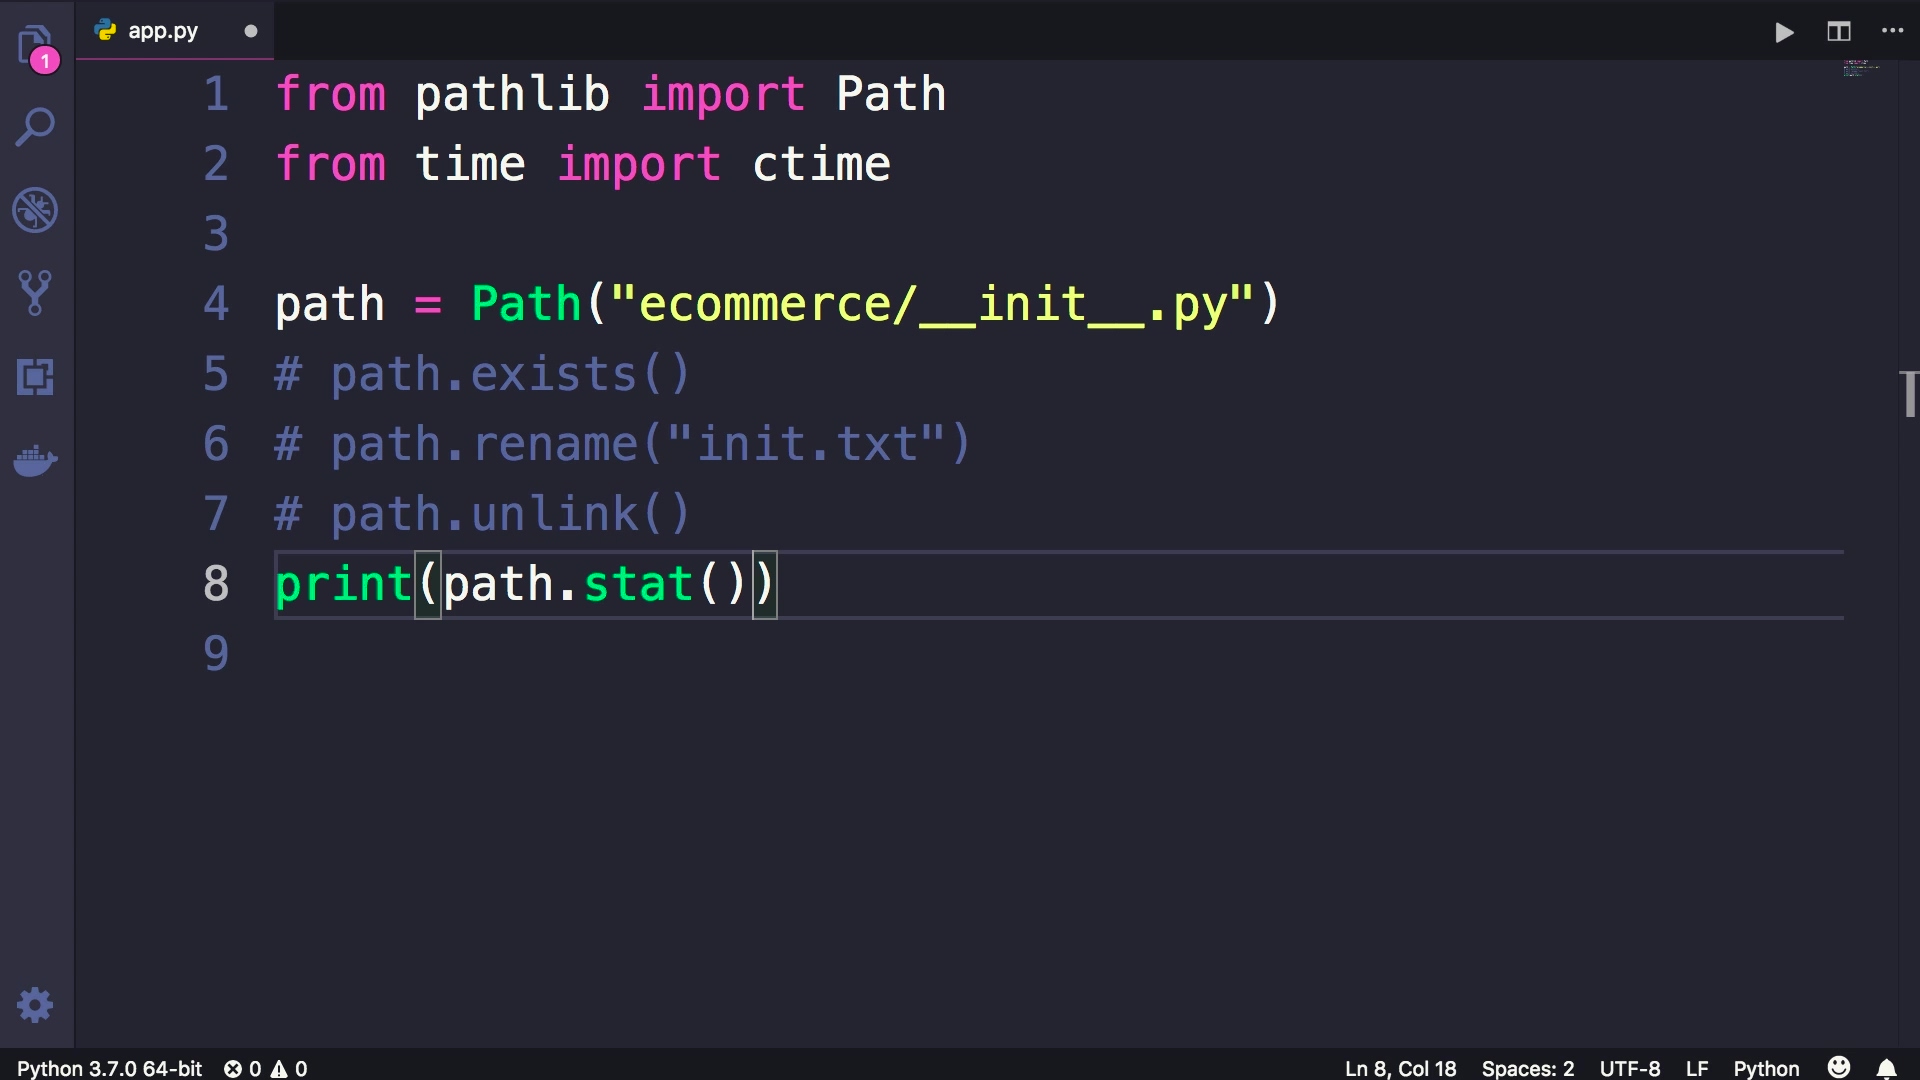 app.py
1
1 from pathlib import Path
2 from time import ctime
3
4 path = Path("ecommerce/__init__.py")
5 # path.exists()
6 # path.rename("init.txt")
7 # path.unlink()
8 print(path.stat())
9
Python 3.7.0 64-bit 0 0 Ln 8, Col 18 Spaces: 2 UTF-8 LF Python